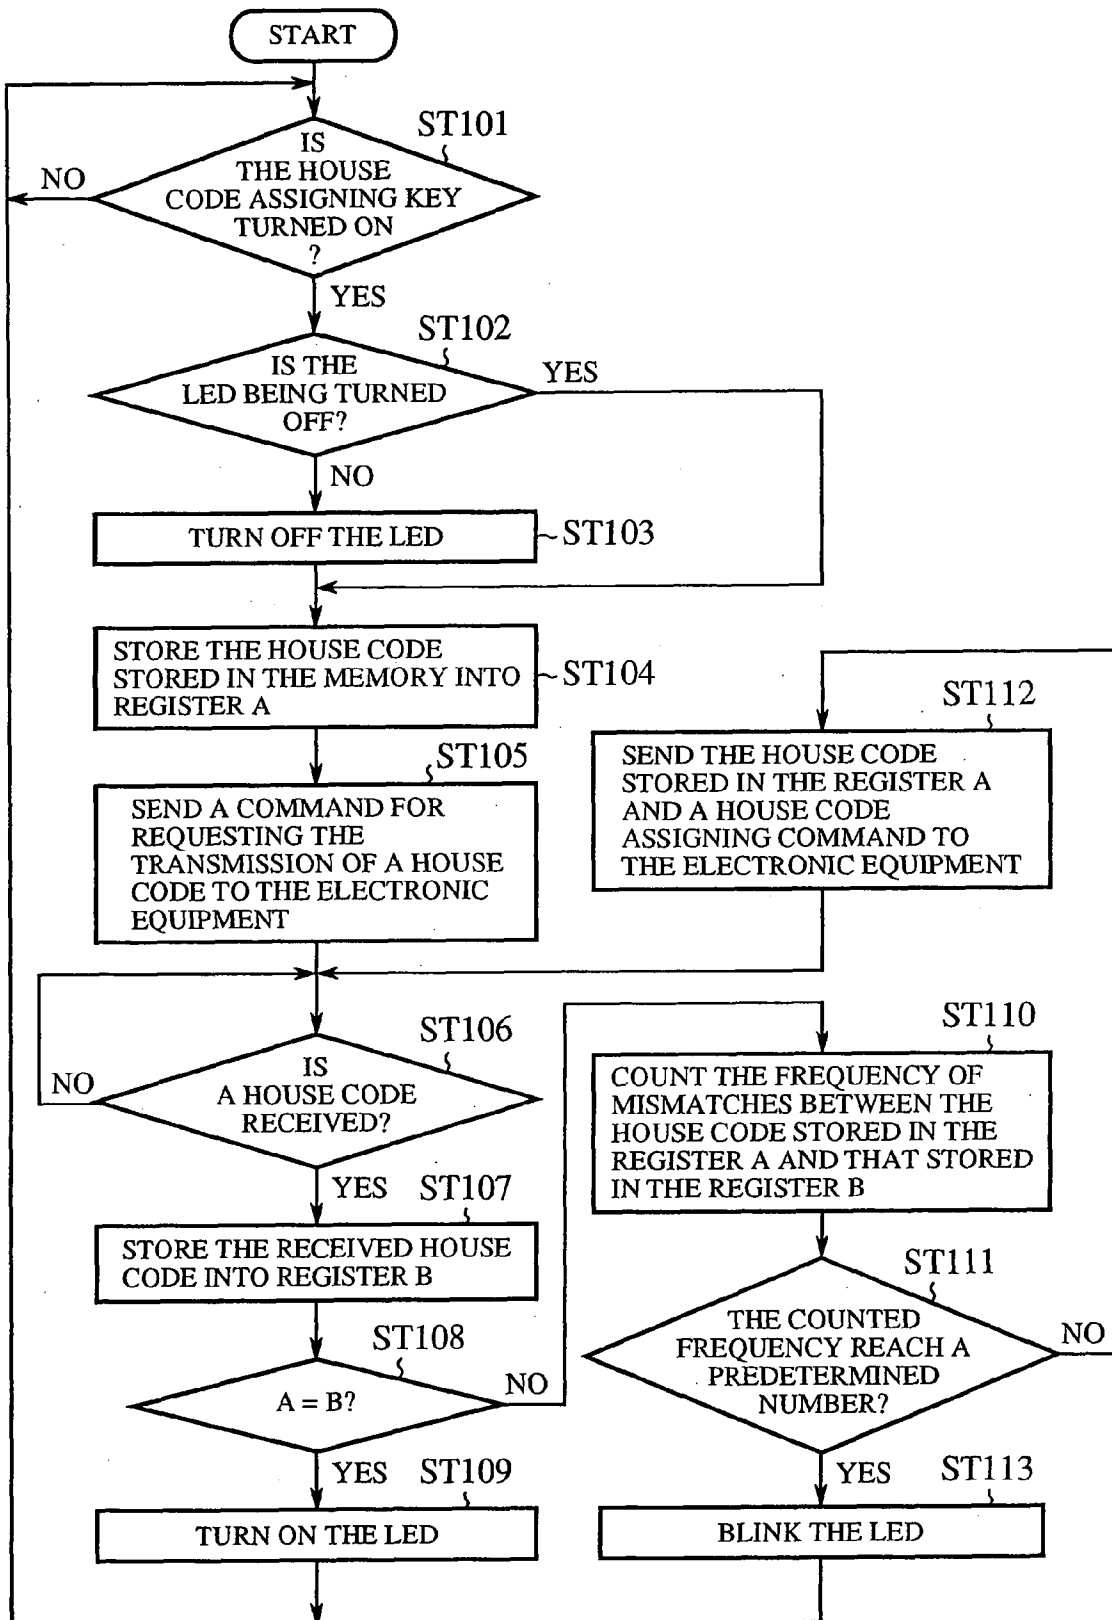 START
ST101
IS
THE HOUSE
CODE ASSIGNING KEY
TURNED ON
?
NO
YES
ST102
IS THE
LED BEING TURNED
OFF?
YES
NO
TURN OFF THE LED
ST103
STORE THE HOUSE CODE
STORED IN THE MEMORY INTO
REGISTER A
ST104
ST105
SEND A COMMAND FOR
REQUESTING THE
TRANSMISSION OF A HOUSE
CODE TO THE ELECTRONIC
EQUIPMENT
ST112
SEND THE HOUSE CODE
STORED IN THE REGISTER A
AND A HOUSE CODE
ASSIGNING COMMAND TO
THE ELECTRONIC EQUIPMENT
ST106
IS
A HOUSE CODE
RECEIVED?
NO
YES
ST107
STORE THE RECEIVED HOUSE
CODE INTO REGISTER B
ST108
A = B?
NO
YES
ST109
TURN ON THE LED
ST110
COUNT THE FREQUENCY OF
MISMATCHES BETWEEN THE
HOUSE CODE STORED IN THE
REGISTER A AND THAT STORED
IN THE REGISTER B
ST111
THE COUNTED
FREQUENCY REACH A
PREDETERMINED
NUMBER?
NO
YES
ST113
BLINK THE LED